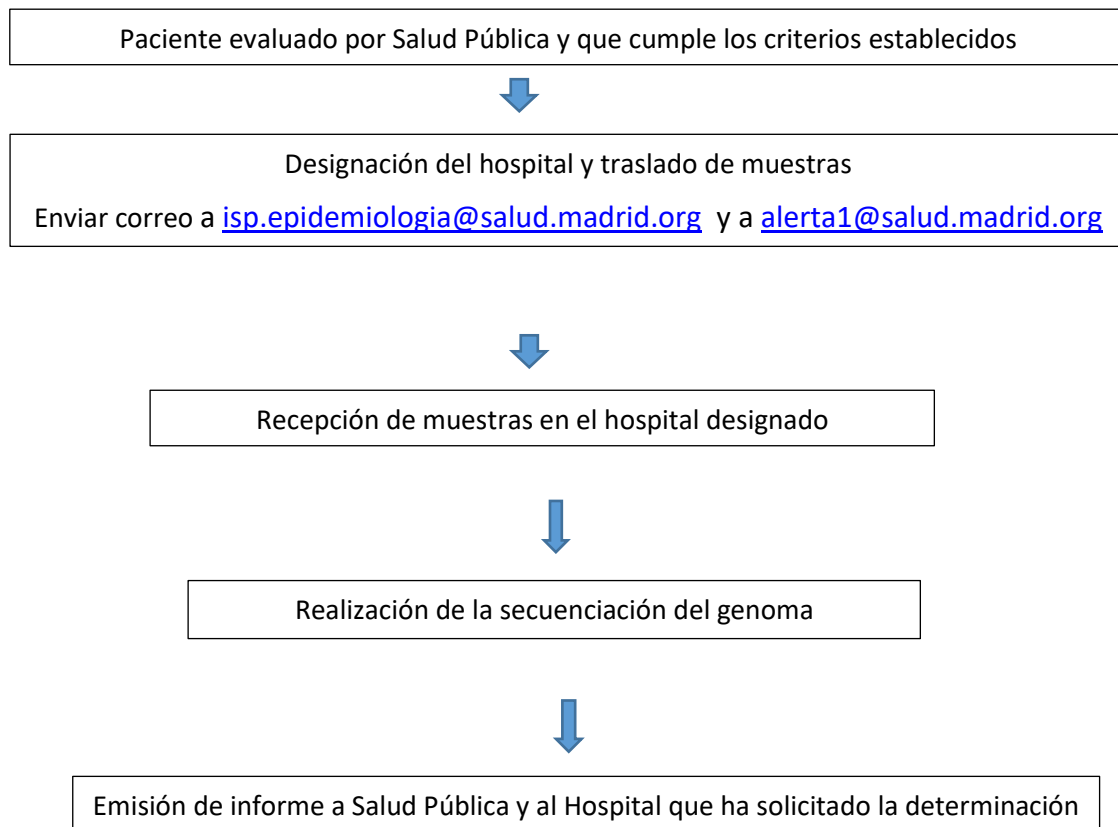 Paciente evaluado por Salud Pública y que cumple los criterios establecidos
Designación del hospital y traslado de muestras
Enviar correo a isp.epidemiologia@salud.madrid.org y a alerta1@salud.madrid.org
Recepción de muestras en el hospital designado
Realización de la secuenciación del genoma
Emisión de informe a Salud Pública y al Hospital que ha solicitado la determinación